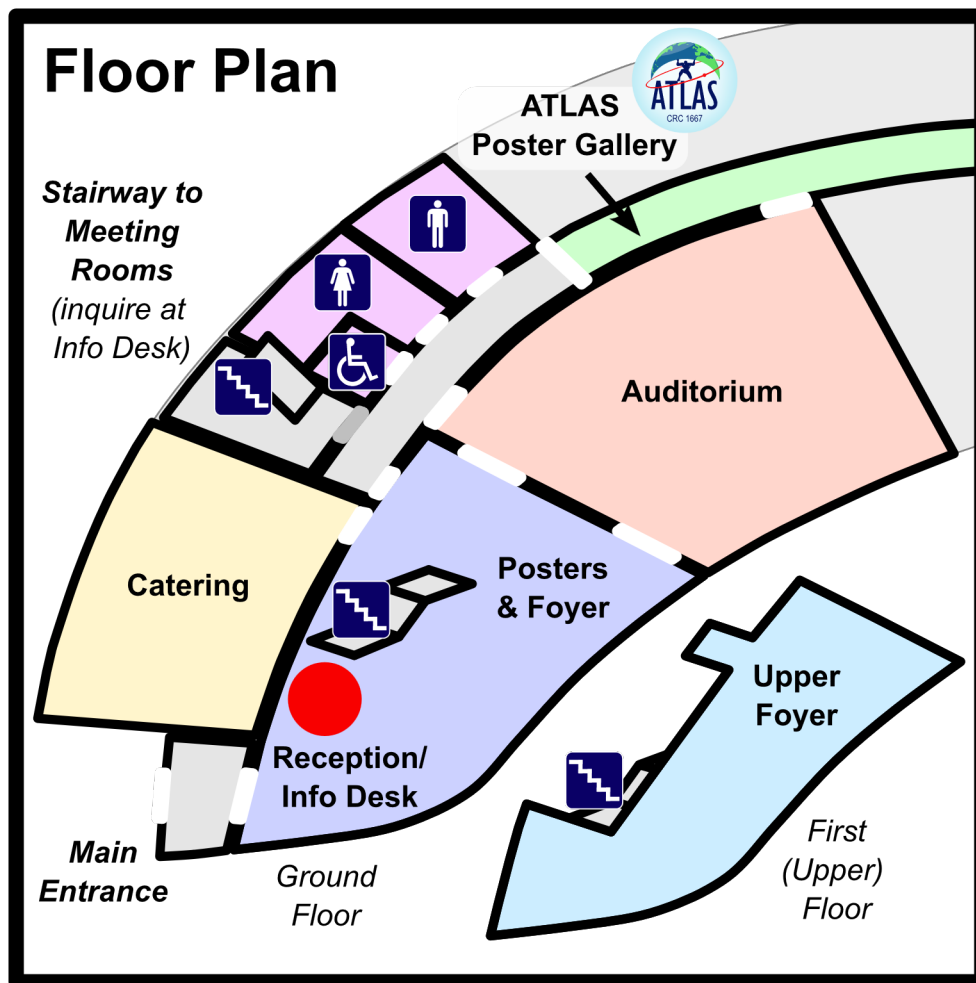 Floor Plan
ATLAS
CRC 1667
ATLAS
Poster Gallery
Stairway to
Meeting
Rooms
(inquire at
Info Desk)
Auditorium
Catering
Posters
& Foyer
Upper
Foyer
Reception/
Info Desk
Main
Entrance
Ground
Floor
First
(Upper)
Floor